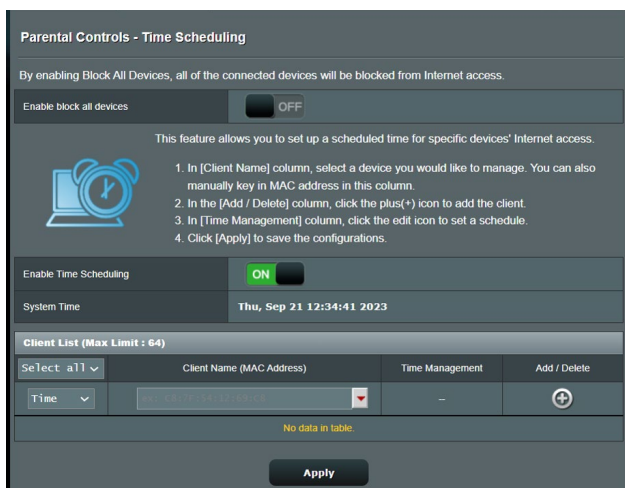 Parental Controls - Time Scheduling
By enabling Block All Devices, all of the connected devices will be blocked from Internet access.
Enable block all devices
OFF
This feature allows you to set up a scheduled time for specific devices' Internet access.
1. In [Client Name] column, select a device you would like to manage. You can also
manually key in MAC address in this
column.
2. In the [Add / Delete] column, click the plus(+) icon to add the client.
3. In [Time Management] column, click the edit icon to set a schedule.
4. Click [Apply] to save the configurations.
Enable Time Scheduling
ON
System Time
Thu, Sep 21 12:34:41 2023
Client List (Max Limit : 64)
Select all
Client Name (MAC Address)
Time Management
Add / Delete
Time
–
No data in table.
Apply